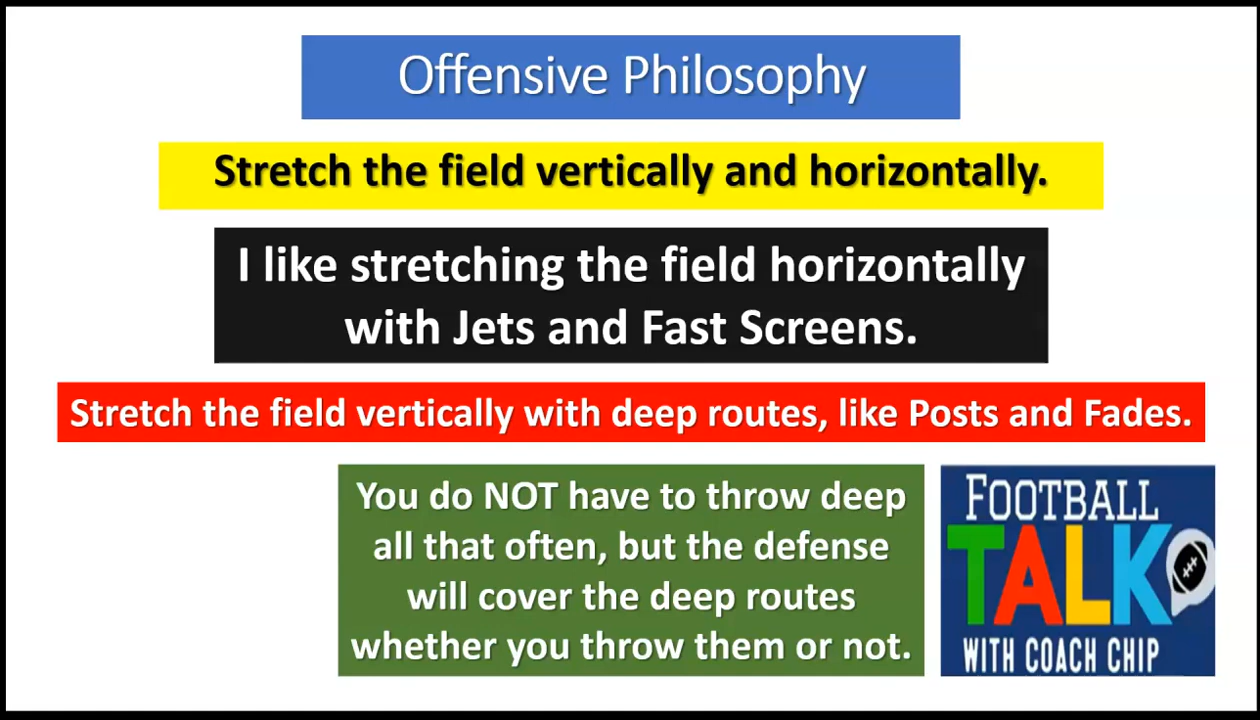 Offensive Philosophy
Stretch the field vertically and horizontally.
I like stretching the field horizontally
with Jets and Fast Screens.
Stretch the field vertically with deep routes, like Posts and Fades.
You do NOT have to throw deep
all that often, but the defense
will cover the deep routes
whether you throw them or not.
FOOTBALL
TALK
WITH COACH CHIP